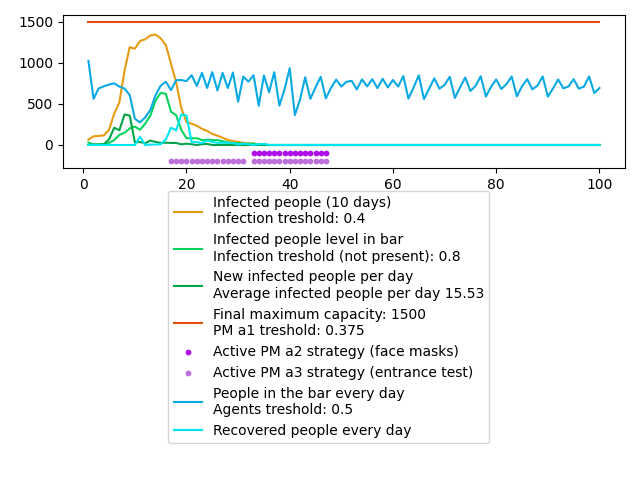 1500
1000
500
0
0 20 40 60 80 100
Infected people (10 days)
Infection treshold: 0.4
Infected people level in bar
Infection treshold (not present): 0.8
New infected people per day
Average infected people per day 15.53
Final maximum capacity: 1500
PM a1 treshold: 0.375
Active PM a2 strategy (face masks)
Active PM a3 strategy (entrance test)
People in the bar every day
Agents treshold: 0.5
Recovered people every day